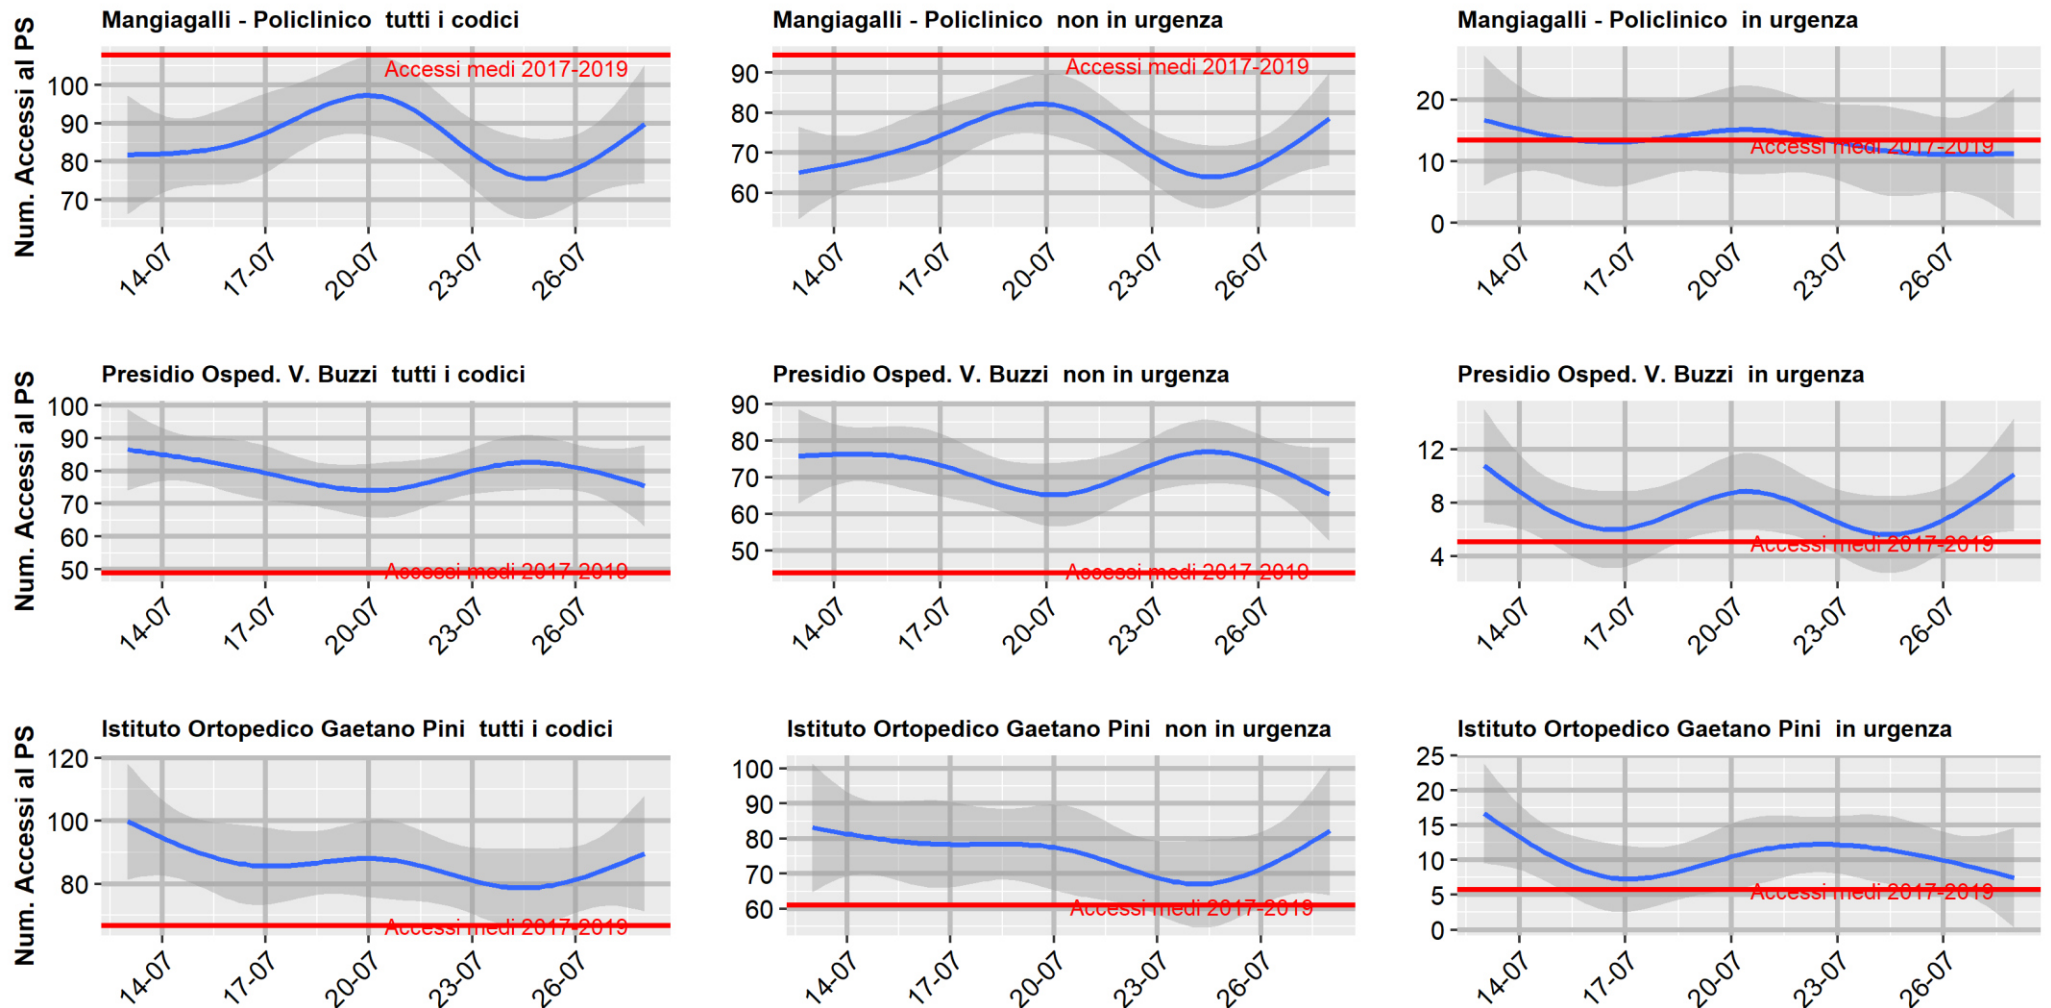 Mangiagalli - Policlinico  tutti i codici
Num. Accessi al PS
100
90
80
70
Accessi medi 2017-2019
14-07 17-07 20-07 23-07 26-07
Mangiagalli - Policlinico  non in urgenza
90
80
70
60
Accessi medi 2017-2019
14-07 17-07 20-07 23-07 26-07
Mangiagalli - Policlinico  in urgenza
20
10
0
Accessi medi 2017-2019
14-07 17-07 20-07 23-07 26-07
Presidio Osped. V. Buzzi  tutti i codici
Num. Accessi al PS
100
90
80
70
60
50
Accessi medi 2017-2019
14-07 17-07 20-07 23-07 26-07
Presidio Osped. V. Buzzi  non in urgenza
90
80
70
60
50
Accessi medi 2017-2019
14-07 17-07 20-07 23-07 26-07
Presidio Osped. V. Buzzi  in urgenza
12
8
4
Accessi medi 2017-2019
14-07 17-07 20-07 23-07 26-07
Istituto Ortopedico Gaetano Pini  tutti i codici
Num. Accessi al PS
120
100
80
Accessi medi 2017-2019
14-07 17-07 20-07 23-07 26-07
Istituto Ortopedico Gaetano Pini  non in urgenza
100
90
80
70
60
Accessi medi 2017-2019
14-07 17-07 20-07 23-07 26-07
Istituto Ortopedico Gaetano Pini  in urgenza
25
20
15
10
5
0
Accessi medi 2017-2019
14-07 17-07 20-07 23-07 26-07